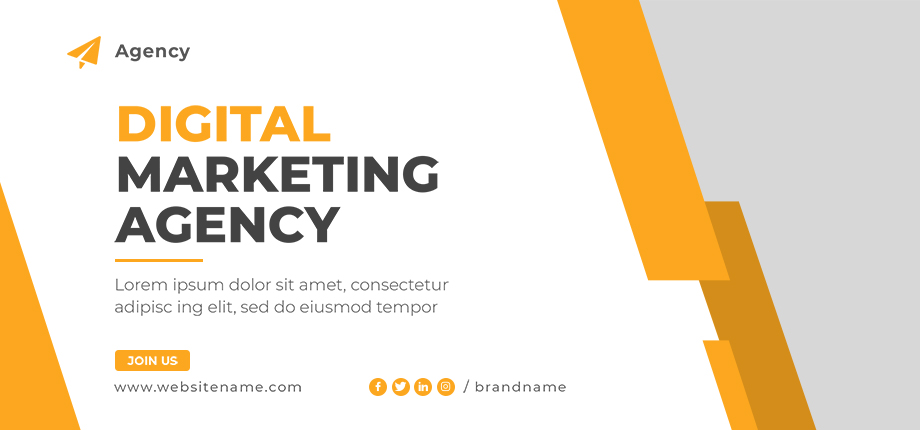 Agency
DIGITAL
MARKETING
AGENCY
Lorem ipsum dolor sit amet, consectetur
adipisc ing elit, sed do eiusmod tempor
JOIN US
www.websitename.com
/ brandname